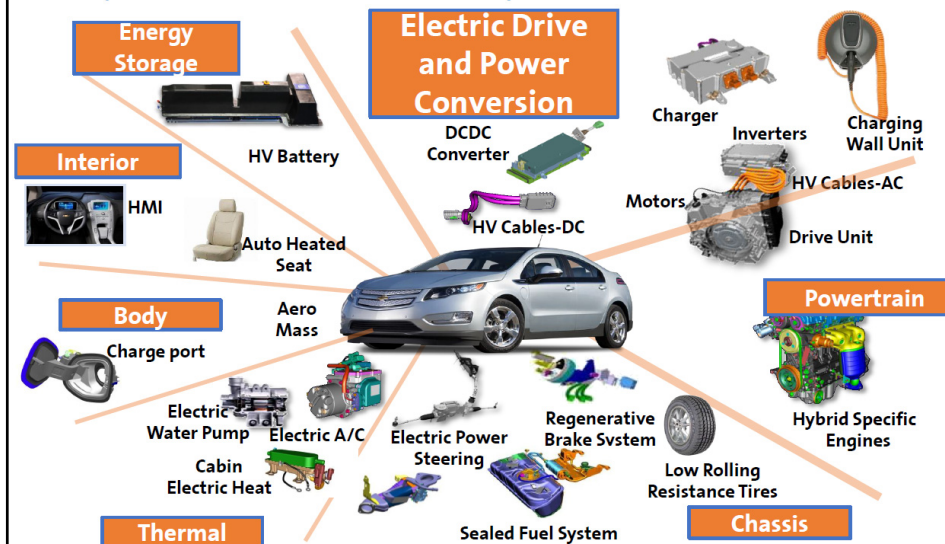 Energy
Storage
Electric Drive
and Power
Conversion
HV Battery
DCDC
Converter
HV Cables-DC
Charger
Charging
Wall Unit
Inverters
HV Cables-AC
Motors
Drive Unit
Interior
HMI
Auto Heated
Seat
Body
Charge port
Aero
Mass
Powertrain
Hybrid Specific
Engines
Electric
Water Pump
Electric A/C
Cabin
Electric Heat
Thermal
Electric Power
Steering
Regenerative
Brake System
Sealed Fuel System
Low Rolling
Resistance Tires
Chassis